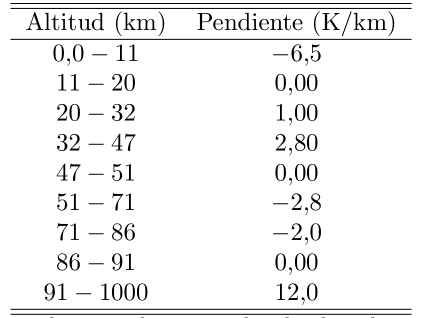 Altitud (km) Pendiente (K/km)
0,0 − 11 −6,5
11 − 20 0,00
20 − 32 1,00
32 − 47 2,80
47 − 51 0,00
51 − 71 −2,8
71 − 86 −2,0
86 − 91 0,00
91 − 1000 12,0